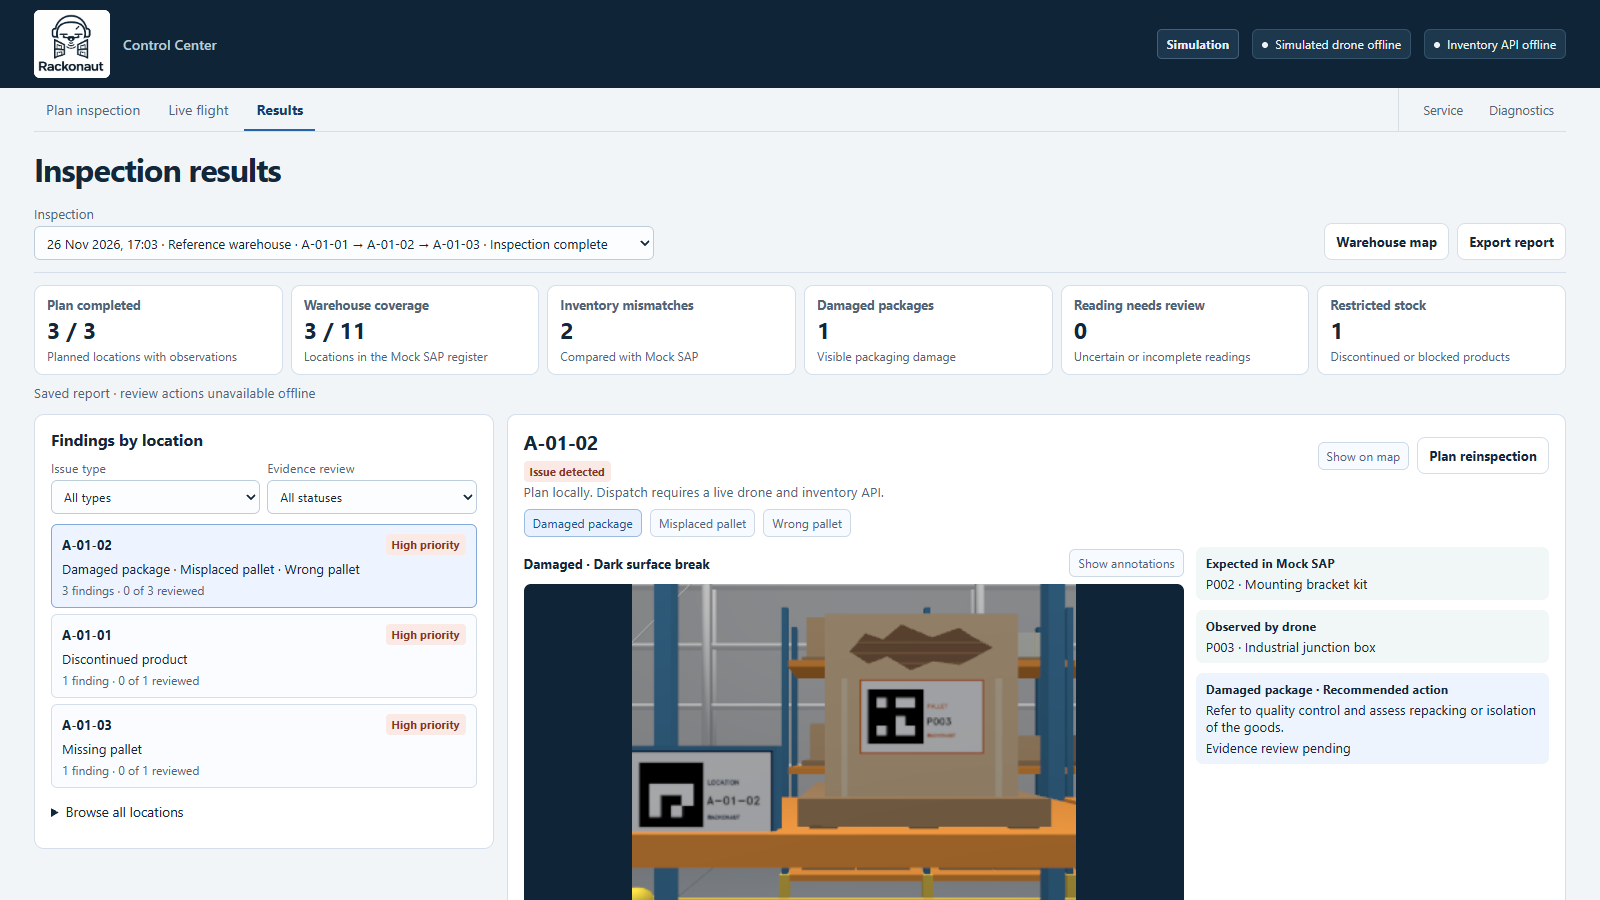 Rackonaut
Control Center
Simulation
Simulated drone offline
Inventory API offline
Plan inspection
Live flight
Results
Service
Diagnostics
Inspection results
Inspection
26 Nov 2026, 17:03 · Reference warehouse · A-01-01 → A-01-02 → A-01-03 · Inspection complete
Warehouse map
Export report
Plan completed
3 / 3
Planned locations with observations
Warehouse coverage
3 / 11
Locations in the Mock SAP register
Inventory mismatches
2
Compared with Mock SAP
Damaged packages
1
Visible packaging damage
Reading needs review
0
Uncertain or incomplete readings
Restricted stock
1
Discontinued or blocked products
Saved report · review actions unavailable offline
Findings by location
Issue type
Evidence review
All types
All statuses
A-01-02
High priority
Damaged package · Misplaced pallet · Wrong pallet
3 findings · 0 of 3 reviewed
A-01-01
High priority
Discontinued product
1 finding · 0 of 1 reviewed
A-01-03
High priority
Missing pallet
1 finding · 0 of 1 reviewed
Browse all locations
A-01-02
Issue detected
Plan locally. Dispatch requires a live drone and inventory API.
Show on map
Plan reinspection
Damaged package
Misplaced pallet
Wrong pallet
Damaged · Dark surface break
Show annotations
PALLET
P003
RACKONAUT
LOCATION
A-01-02
RACKONAUT
Expected in Mock SAP
P002 · Mounting bracket kit
Observed by drone
P003 · Industrial junction box
Damaged package · Recommended action
Refer to quality control and assess repacking or isolation
of the goods.
Evidence review pending